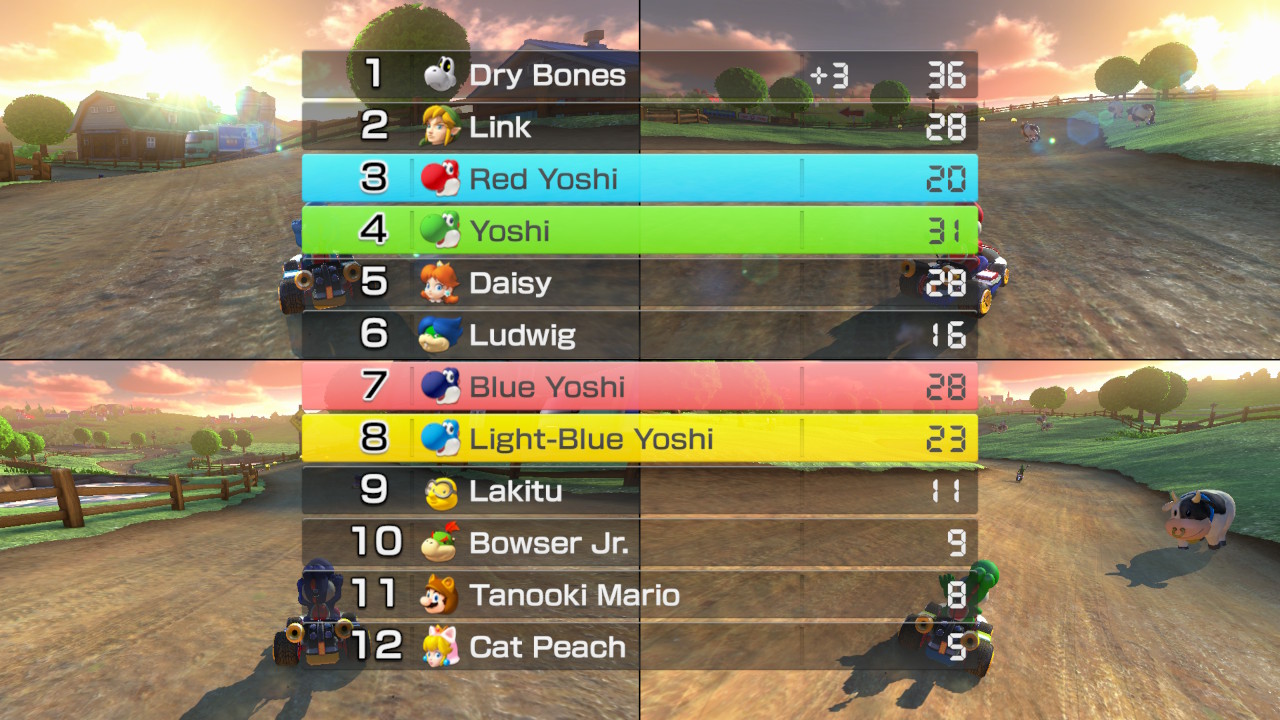 1 Dry Bones +3 36
2 Link 28
3 Red Yoshi 20
4 Yoshi 31
5 Daisy 28
6 Ludwig 16
7 Blue Yoshi 28
8 Light-Blue Yoshi 23
9 Lakitu 11
10 Bowser Jr. 9
11 Tanooki Mario 8
12 Cat Peach 5